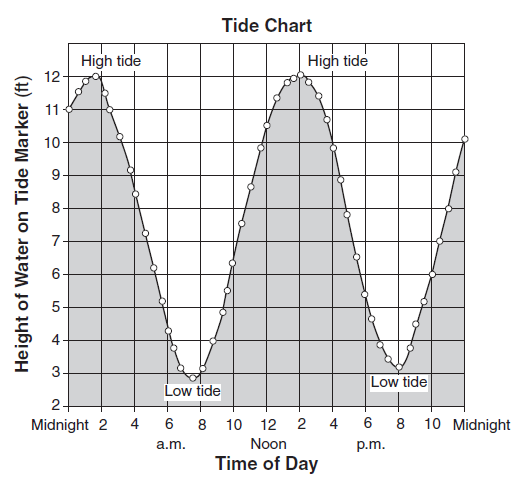 Tide Chart
High tide
High tide
Height of Water on Tide Marker (ft)
12
11
10
9
8
7
6
5
4
3
2
Low tide
Low tide
Midnight 2 4 6 8 10 12 2 4 6 8 10 Midnight
a.m. Noon p.m.
Time of Day